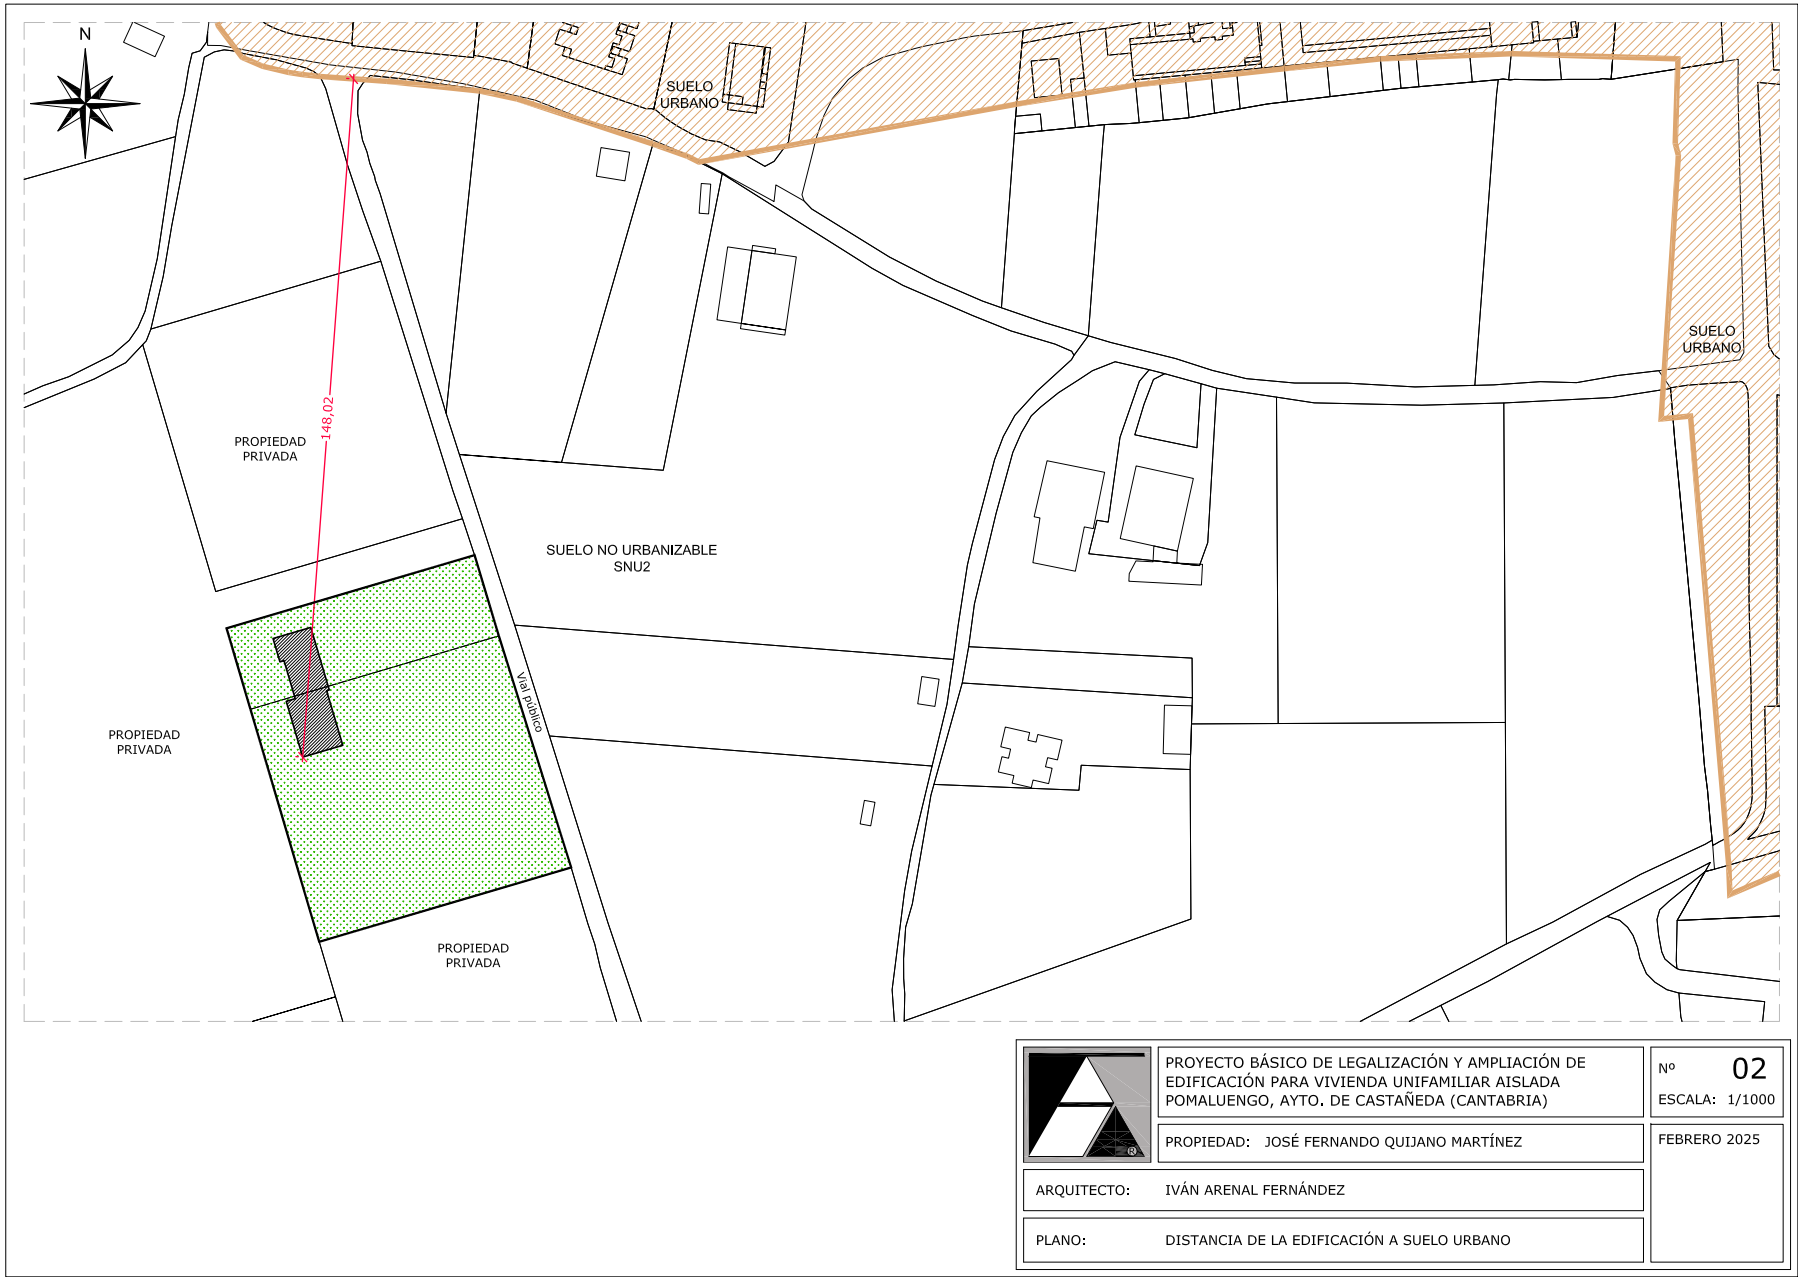 N
SUELO
URBANO
SUELO
URBANO
148,02
PROPIEDAD
PRIVADA
SUELO NO URBANIZABLE
SNU2
Vial público
PROPIEDAD
PRIVADA
PROPIEDAD
PRIVADA
PROYECTO BÁSICO DE LEGALIZACIÓN Y AMPLIACIÓN DE
EDIFICACIÓN PARA VIVIENDA UNIFAMILIAR AISLADA
POMALUENGO, AYTO. DE CASTAÑEDA (CANTABRIA)
Nº 02
ESCALA: 1/1000
PROPIEDAD: JOSÉ FERNANDO QUIJANO MARTÍNEZ
FEBRERO 2025
®
ARQUITECTO: IVÁN ARENAL FERNÁNDEZ
PLANO: DISTANCIA DE LA EDIFICACIÓN A SUELO URBANO